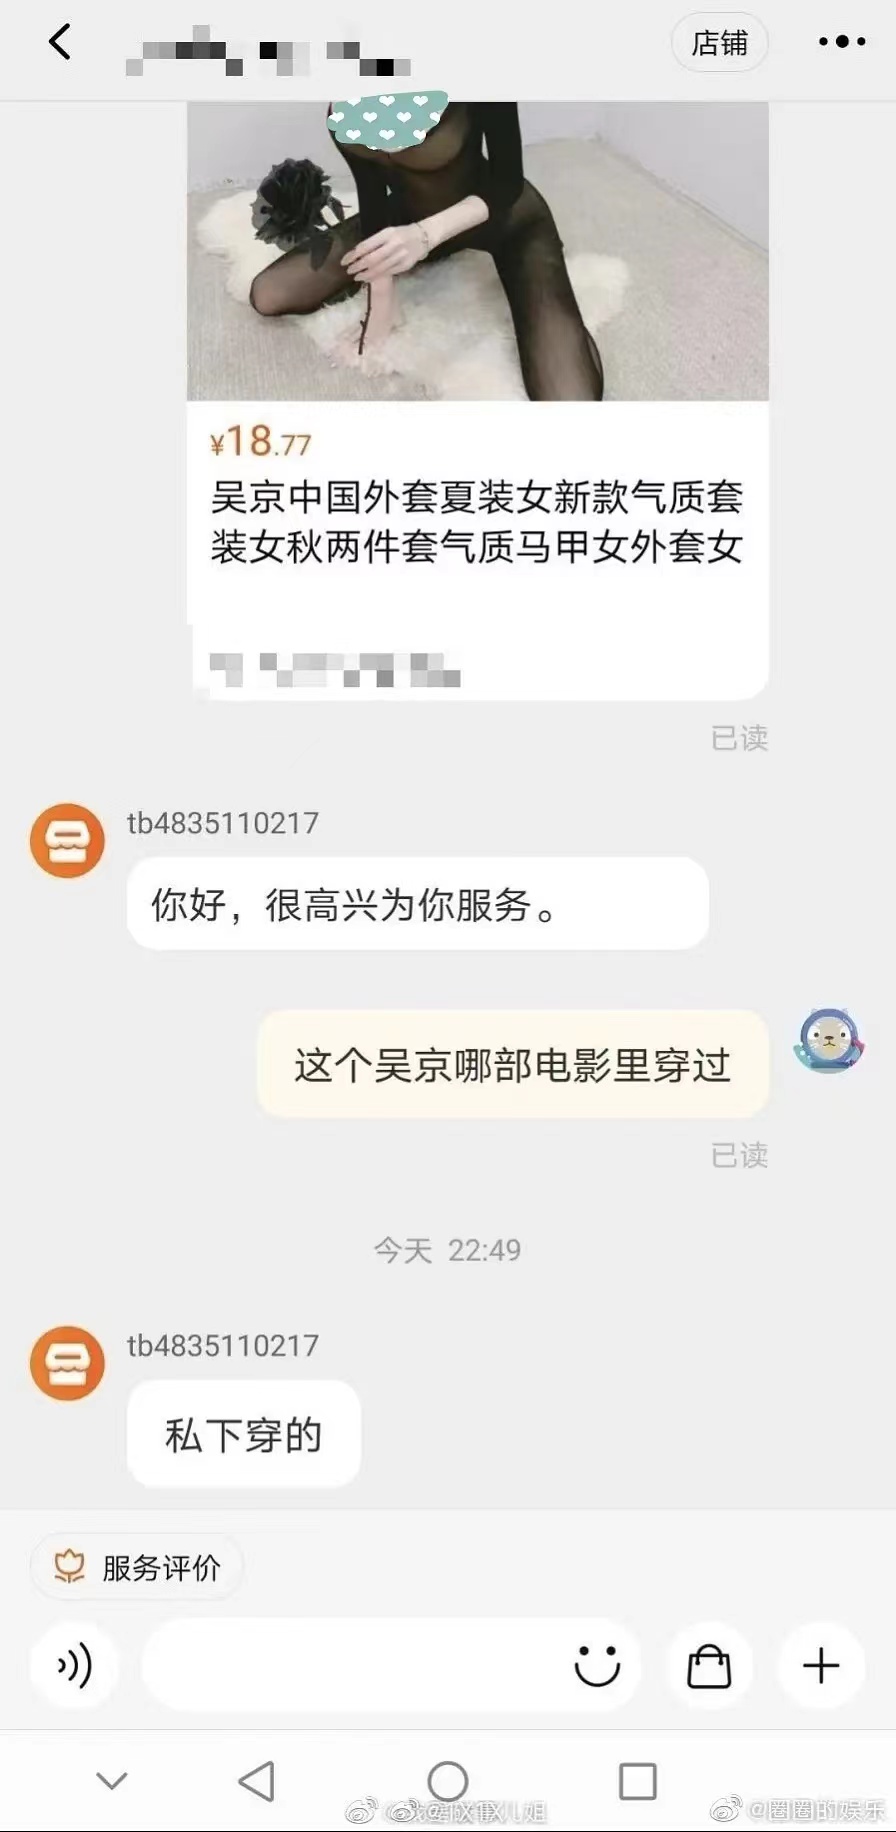 店铺
¥18.77
吴京中国外套夏装女新款气质套
装女秋两件套气质马甲女外套女
已读
tb4835110217
你好，很高兴为你服务。
这个吴京哪部电影里穿过
已读
今天 22:49
tb4835110217
私下穿的
服务评价
@圈圈的娱乐